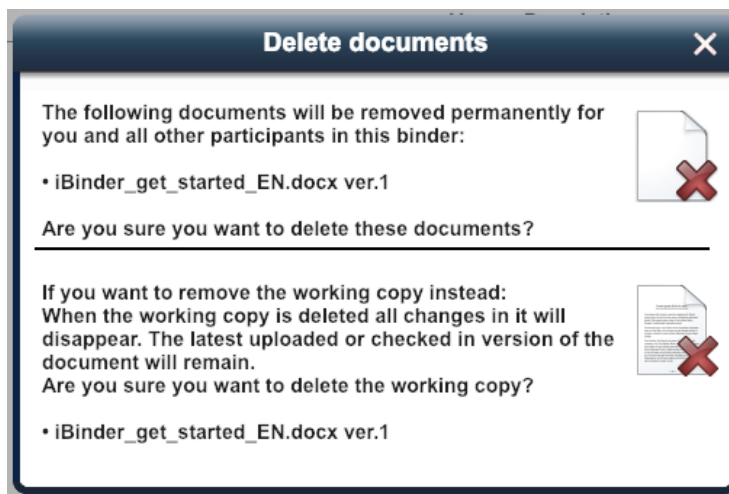 Delete documents
The following documents will be removed permanently for
you and all other participants in this binder:
• iBinder_get_started_EN.docx ver.1
Are you sure you want to delete these documents?
If you want to remove the working copy instead:
When the working copy is deleted all changes in it will
disappear. The latest uploaded or checked in version of the
document will remain.
Are you sure you want to delete the working copy?
• iBinder_get_started_EN.docx ver.1